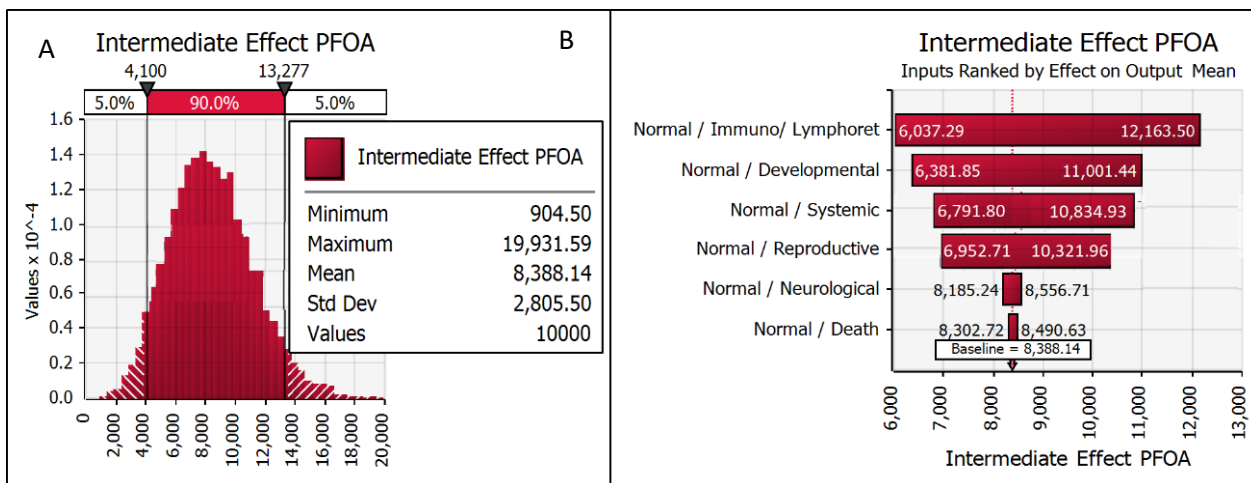 A
Intermediate Effect PFOA
4,100
13,277
5.0%
90.0%
5.0%
Values x 10^-4
1.6
1.4
1.2
1.0
0.8
0.6
0.4
0.2
0.0
0
2,000
4,000
6,000
8,000
10,000
12,000
14,000
16,000
18,000
20,000
Intermediate Effect PFOA
Minimum 904.50
Maximum 19,931.59
Mean 8,388.14
Std Dev 2,805.50
Values 10000
B
Intermediate Effect PFOA
Inputs Ranked by Effect on Output Mean
Normal / Immuno/ Lymphoret 6,037.29 12,163.50
Normal / Developmental 6,381.85 11,001.44
Normal / Systemic 6,791.80 10,834.93
Normal / Reproductive 6,952.71 10,321.96
Normal / Neurological 8,185.24 8,556.71
Normal / Death 8,302.72 8,490.63
Baseline = 8,388.14
6,000
7,000
8,000
9,000
10,000
11,000
12,000
13,000
Intermediate Effect PFOA